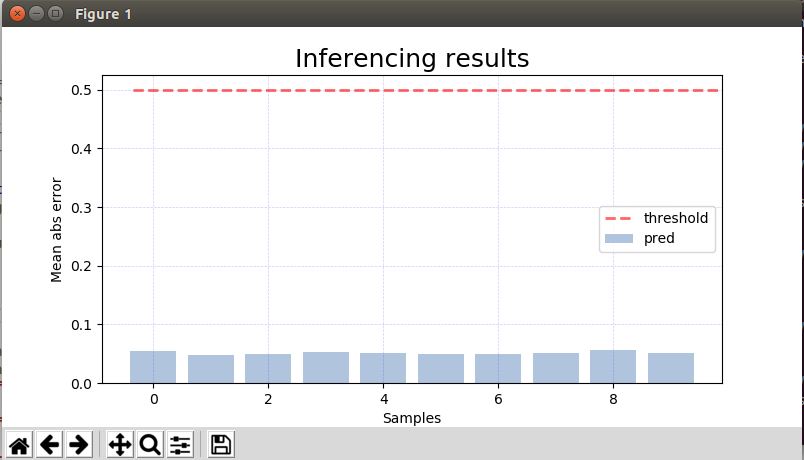 Figure 1
Inferencing results
0.5
0.4
0.3
0.2
0.1
0.0
Mean abs error
threshold
pred
0 2 4 6 8
Samples